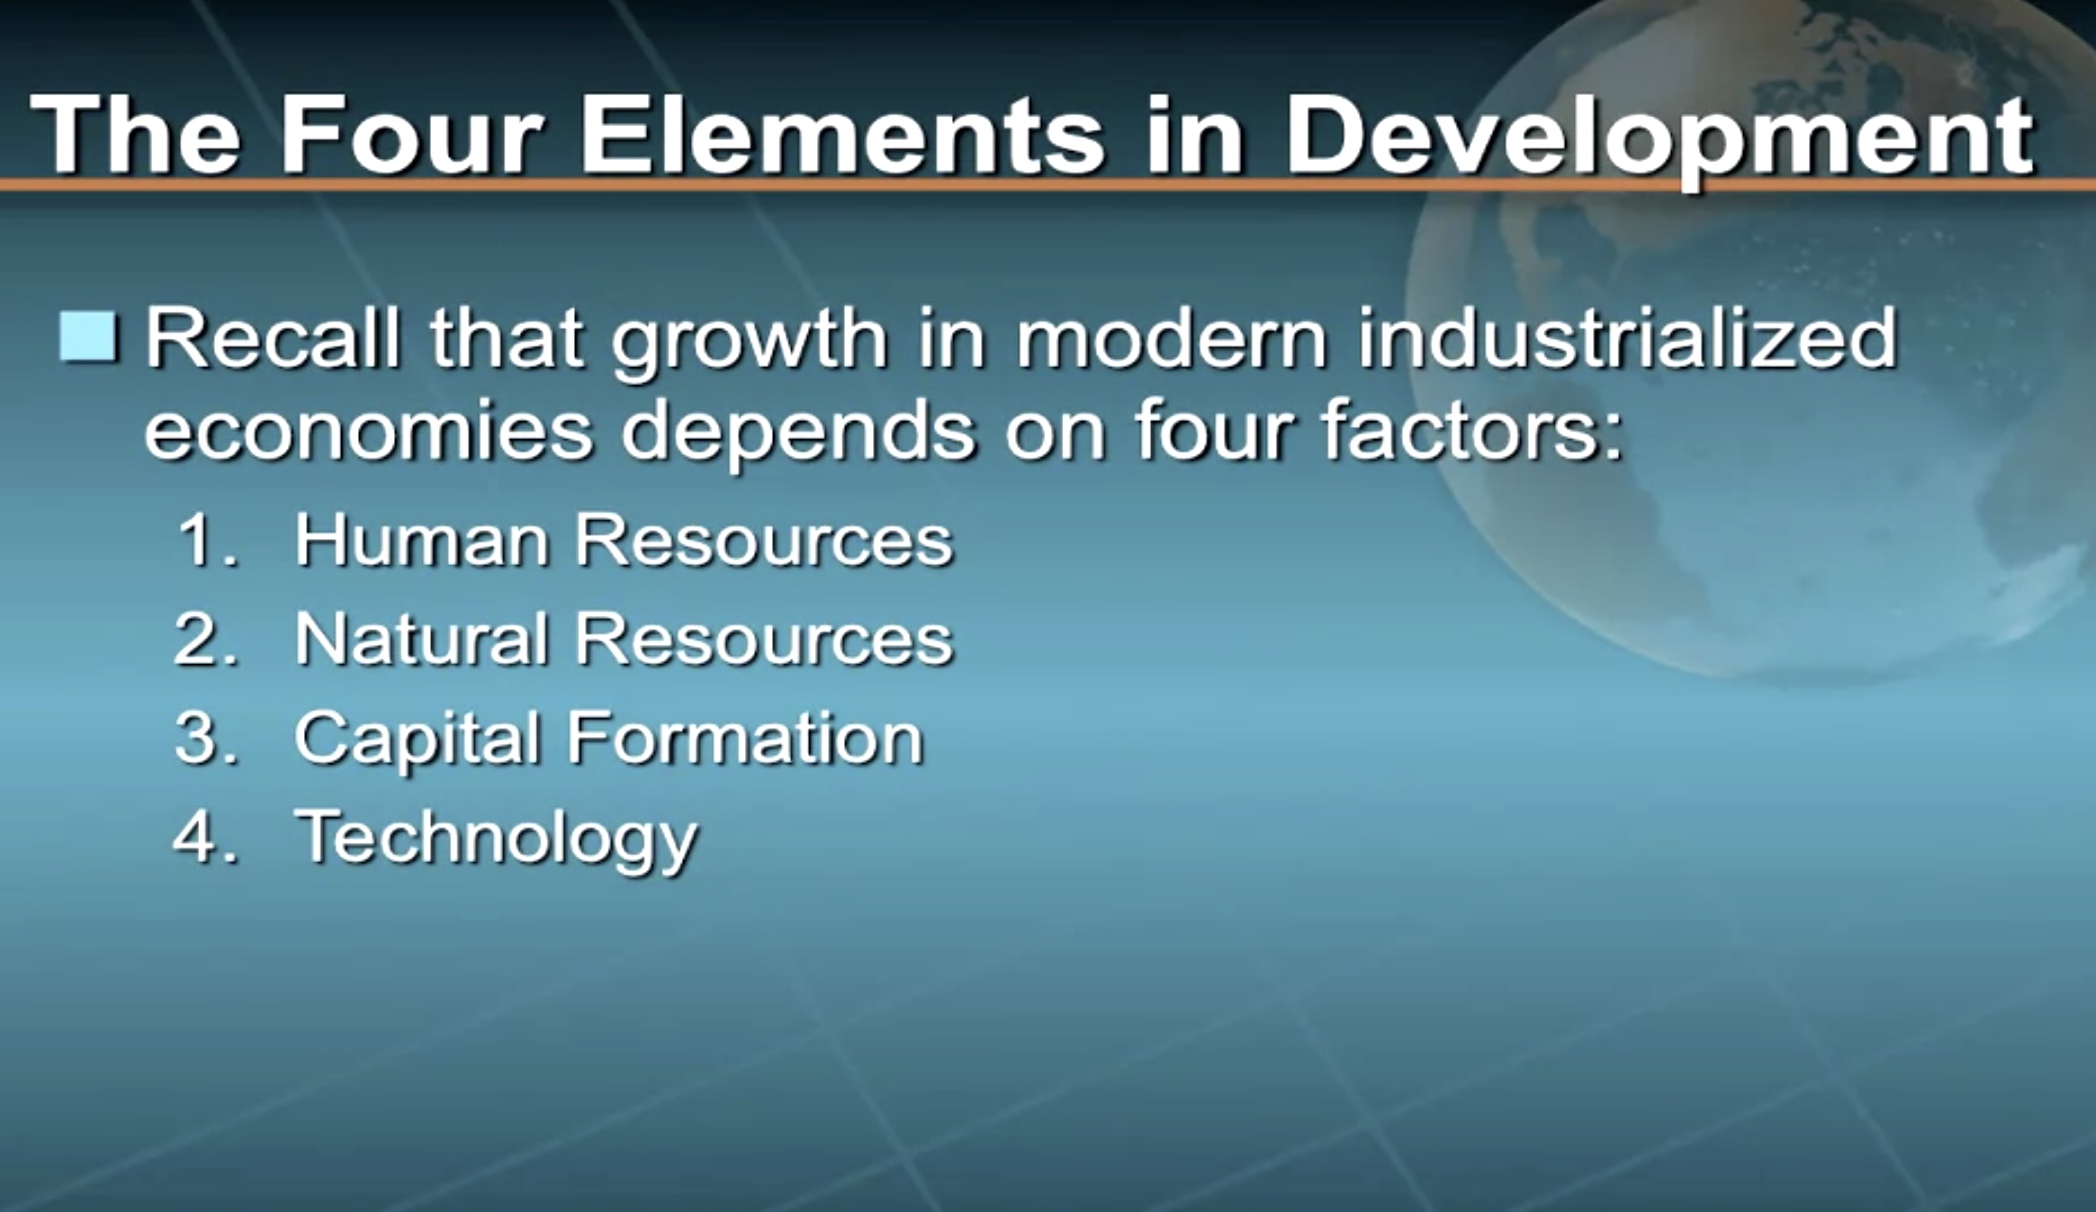 The Four Elements in Development
Recall that growth in modern industrialized
economies depends on four factors:
1. Human Resources
2. Natural Resources
3. Capital Formation
4. Technology